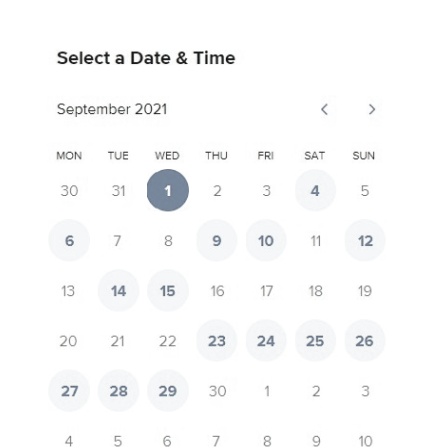 Select a Date & Time
September 2021
MON TUE WED THU FRI SAT SUN
30 31 1 2 3 4 5
6 7 8 9 10 11 12
13 14 15 16 17 18 19
20 21 22 23 24 25 26
27 28 29 30 1 2 3
4 5 6 7 8 9 10